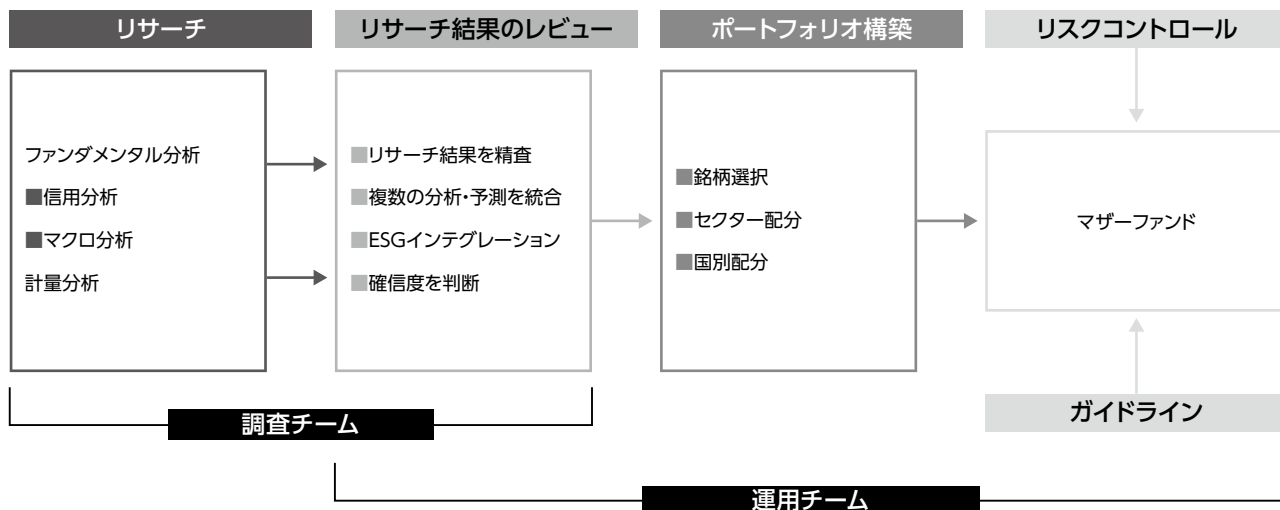 リサーチ
リサーチ結果のレビュー
ポートフォリオ構築
リスクコントロール
ファンダメンタル分析
■信用分析
■マクロ分析
計量分析
■リサーチ結果を精査
■複数の分析・予測を統合
■ESGインテグレーション
■確信度を判断
■銘柄選択
■セクター配分
■国別配分
マザーファンド
ガイドライン
調査チーム
運用チーム